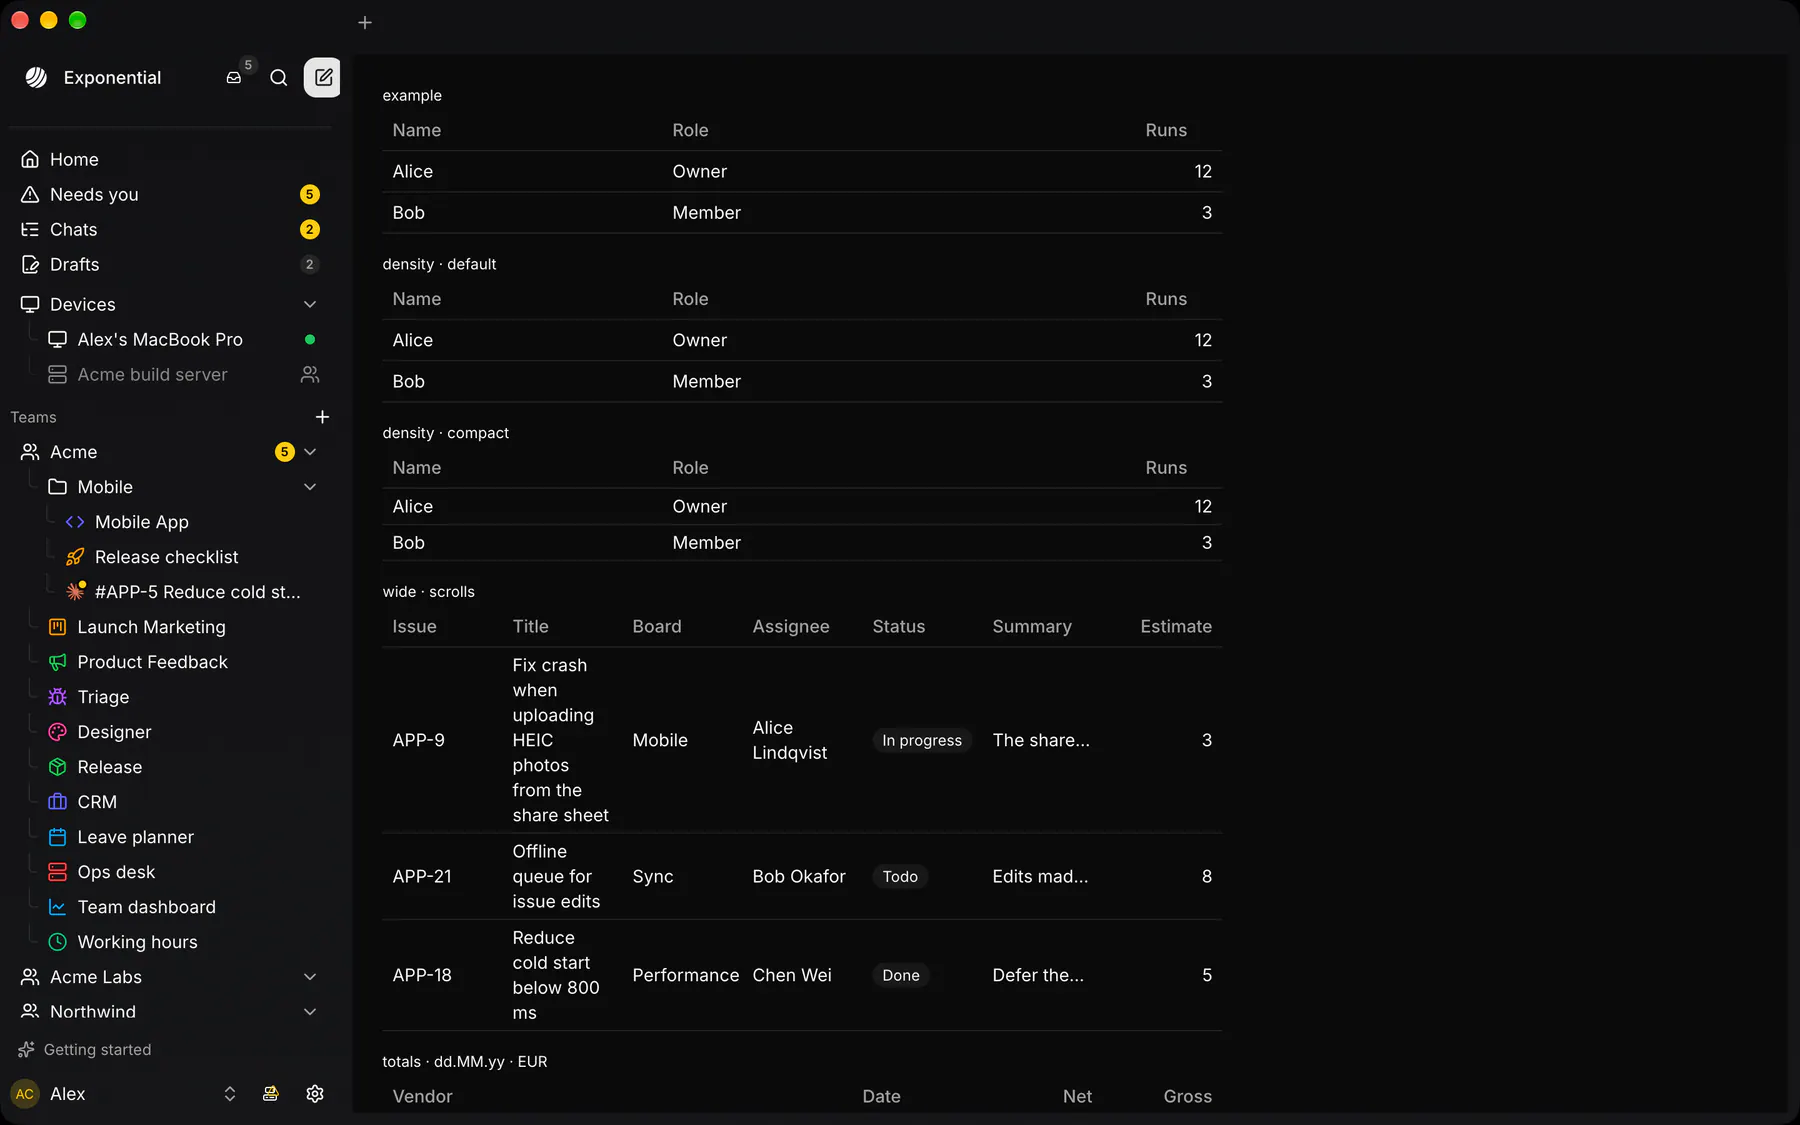 Exponential
5
Home
Needs you 5
Chats 2
Drafts 2
Devices
Alex's MacBook Pro
Acme build server
Teams
Acme 5
Mobile
Mobile App
Release checklist
#APP-5 Reduce cold st...
Launch Marketing
Product Feedback
Triage
Designer
Release
CRM
Leave planner
Ops desk
Team dashboard
Working hours
Acme Labs
Northwind
Getting started
AC Alex
example
Name Role Runs
Alice Owner 12
Bob Member 3
density · default
Name Role Runs
Alice Owner 12
Bob Member 3
density · compact
Name Role Runs
Alice Owner 12
Bob Member 3
wide · scrolls
Issue Title Board Assignee Status Summary Estimate
APP-9
Fix crash
when
uploading
HEIC
photos
from the
share sheet
Mobile
Alice
Lindqvist
In progress
The share...
3
APP-21
Offline
queue for
issue edits
Sync
Bob Okafor
Todo
Edits mad...
8
APP-18
Reduce
cold start
below 800
ms
Performance
Chen Wei
Done
Defer the...
5
totals · dd.MM.yy · EUR
Vendor Date Net Gross